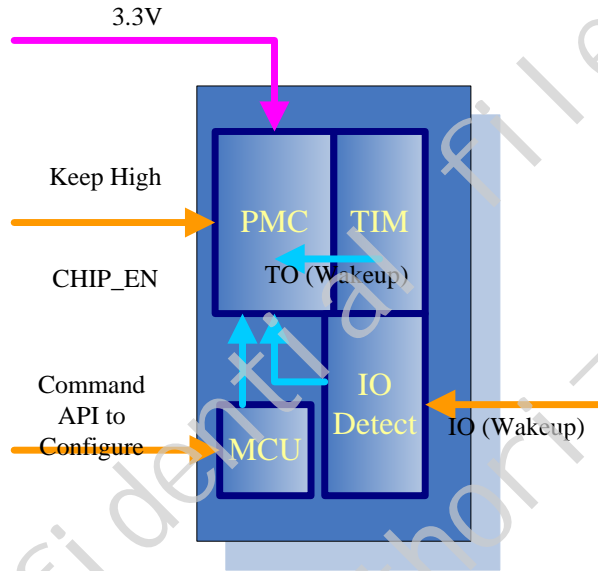 3.3V
Keep High
PMC
TIM
TO (Wakeup)
CHIP_EN
Command
API to
Configure
IO
Detect
MCU
IO (Wakeup)